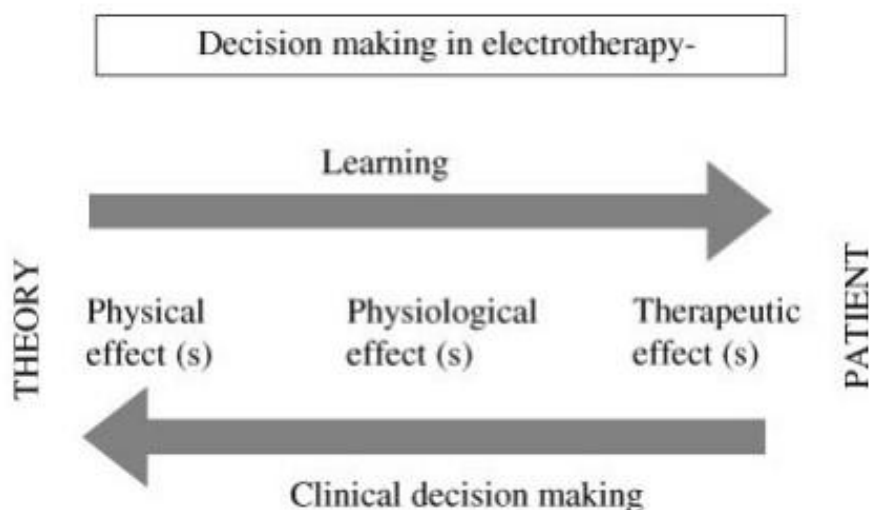 Decision making in electrotherapy-
Learning
THEORY
Physical
effect (s)
Physiological
effect (s)
Therapeutic
effect (s)
PATIENT
Clinical decision making